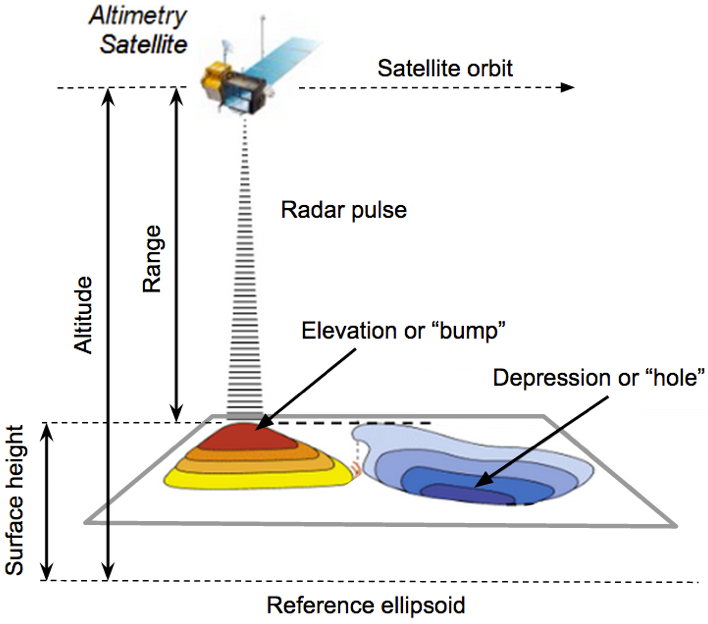 Altimetry
Satellite
Satellite orbit
Radar pulse
Range
Altitude
Elevation or “bump”
Depression or “hole”
Surface height
Reference ellipsoid